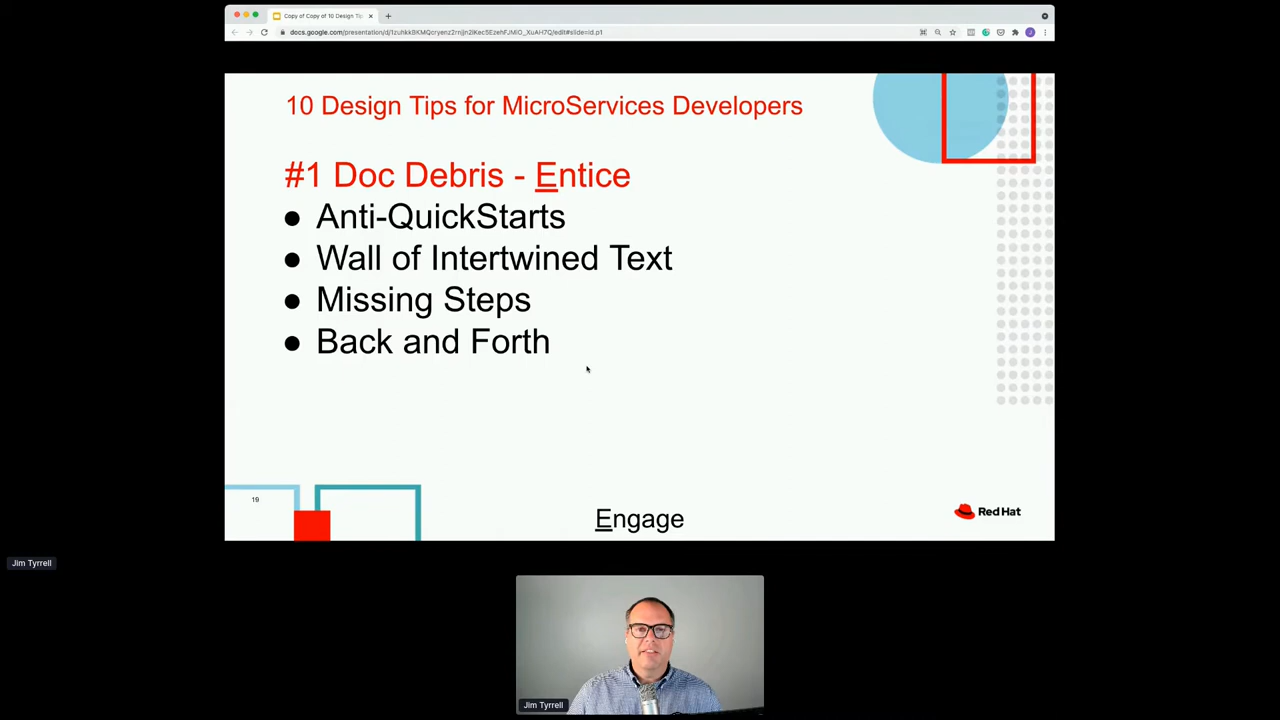 Copy of Copy of 10 Design Tip
10 Design Tips for MicroServices Developers
#1 Doc Debris - Entice
● Anti-QuickStarts
● Wall of Intertwined Text
● Missing Steps
● Back and Forth
19
Engage
Red Hat
Jim Tyrrell
Jim Tyrrell